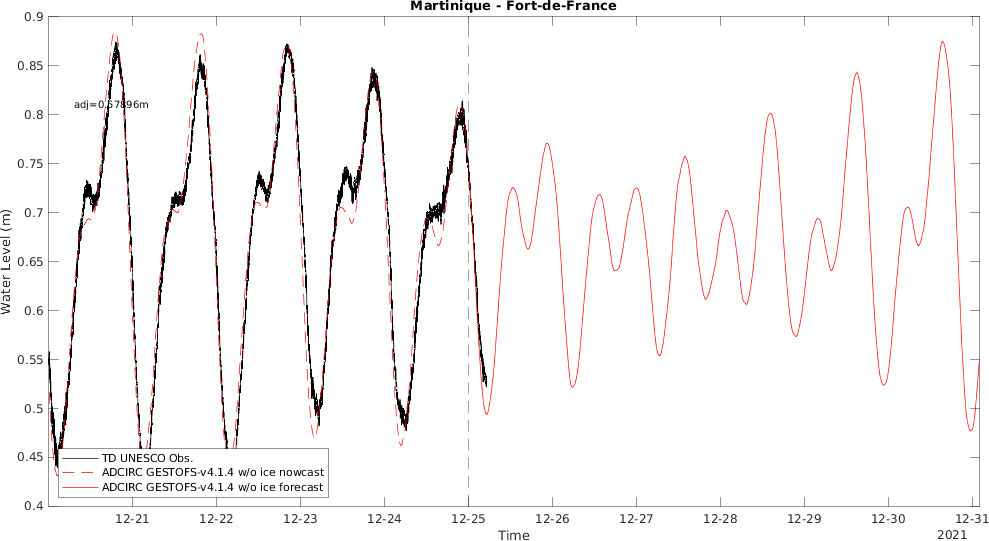 Martinique - Fort-de-France
0.9
0.85
0.8
0.75
0.7
0.65
0.6
0.55
0.5
0.45
0.4
Water Level (m)
adj=0.57896m
TD UNESCO Obs.
ADCIRC GESTOFS-v4.1.4 w/o ice nowcast
ADCIRC GESTOFS-v4.1.4 w/o ice forecast
12-21 12-22 12-23 12-24 12-25 12-26 12-27 12-28 12-29 12-30 12-31
Time
2021